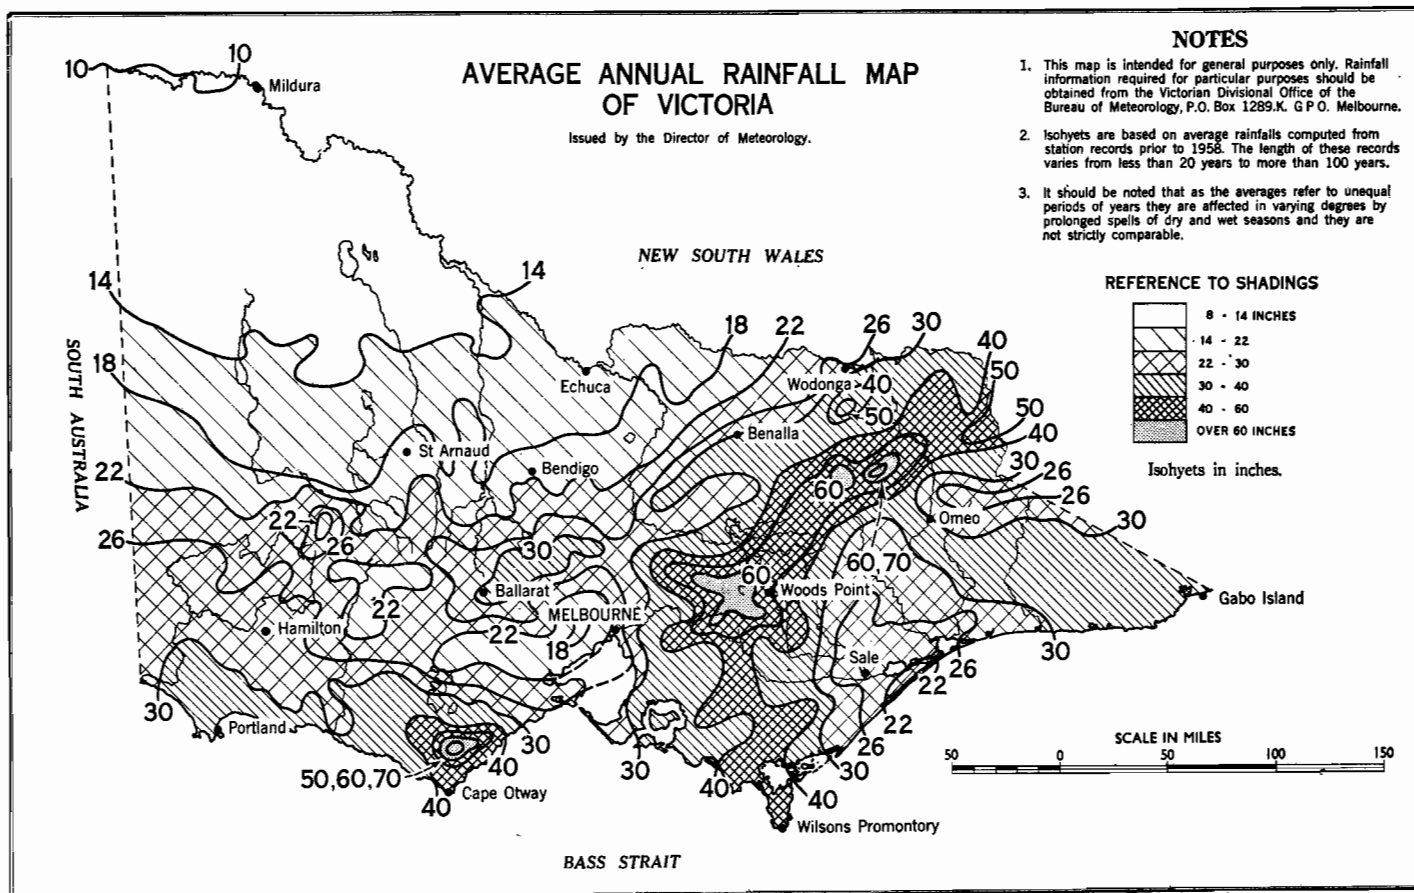 AVERAGE ANNUAL RAINFALL MAP
OF VICTORIA
Issued by the Director of Meteorology.
NOTES
1. This map is intended for general purposes only. Rainfall
information required for particular purposes should be
obtained from the Victorian Divisional Office of the
Bureau of Meteorology, P.O. Box 1289.K. G P O. Melbourne.
2. Isohyets are based on average rainfalls computed from
station records prior to 1958. The length of these records
varies from less than 20 years to more than 100 years.
3. It should be noted that as the averages refer to unequal
periods of years they are affected in varying degrees by
prolonged spells of dry and wet seasons and they are
not strictly comparable.
REFERENCE TO SHADINGS
8 - 14 INCHES
14 - 22
22 - 30
30 - 40
40 - 60
OVER 60 INCHES
Isohyets in inches.
10
10
Mildura
NEW SOUTH WALES
14
14
18
22
26
30
40
50
SOUTH AUSTRALIA
18
Echuca
Wodonga
40
50
50
40
St Arnaud
Benalla
Bendigo
22
30
26
26
60
22
26
26
30
Omeo
30
60
60,70
Ballarat
Woods Point
22
MELBOURNE
Gabo Island
Hamilton
22
18
Sale
26
22
30
30
Portland
22
26
30
30
30
40
50,60,70
40
Cape Otway
40
40
Wilsons Promontory
SCALE IN MILES
50 0 50 100 150
BASS STRAIT